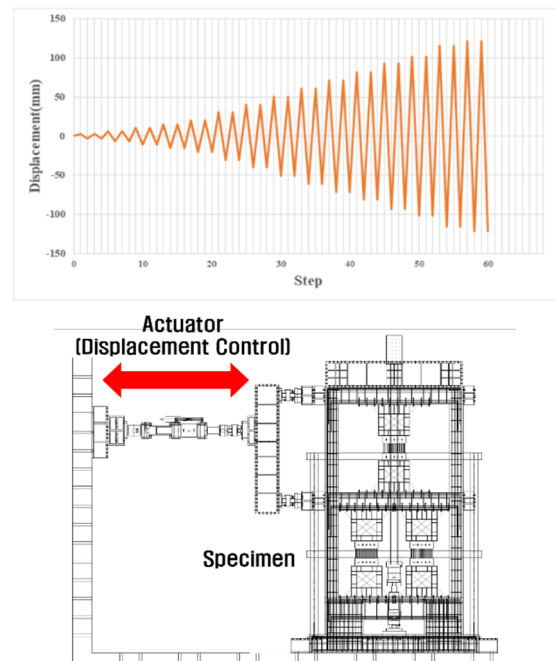 150
100
50
0
-50
-100
-150
Displacement(mm)
0 10 20 30 40 50 60
Step
Actuator
(Displacement Control)
Specimen